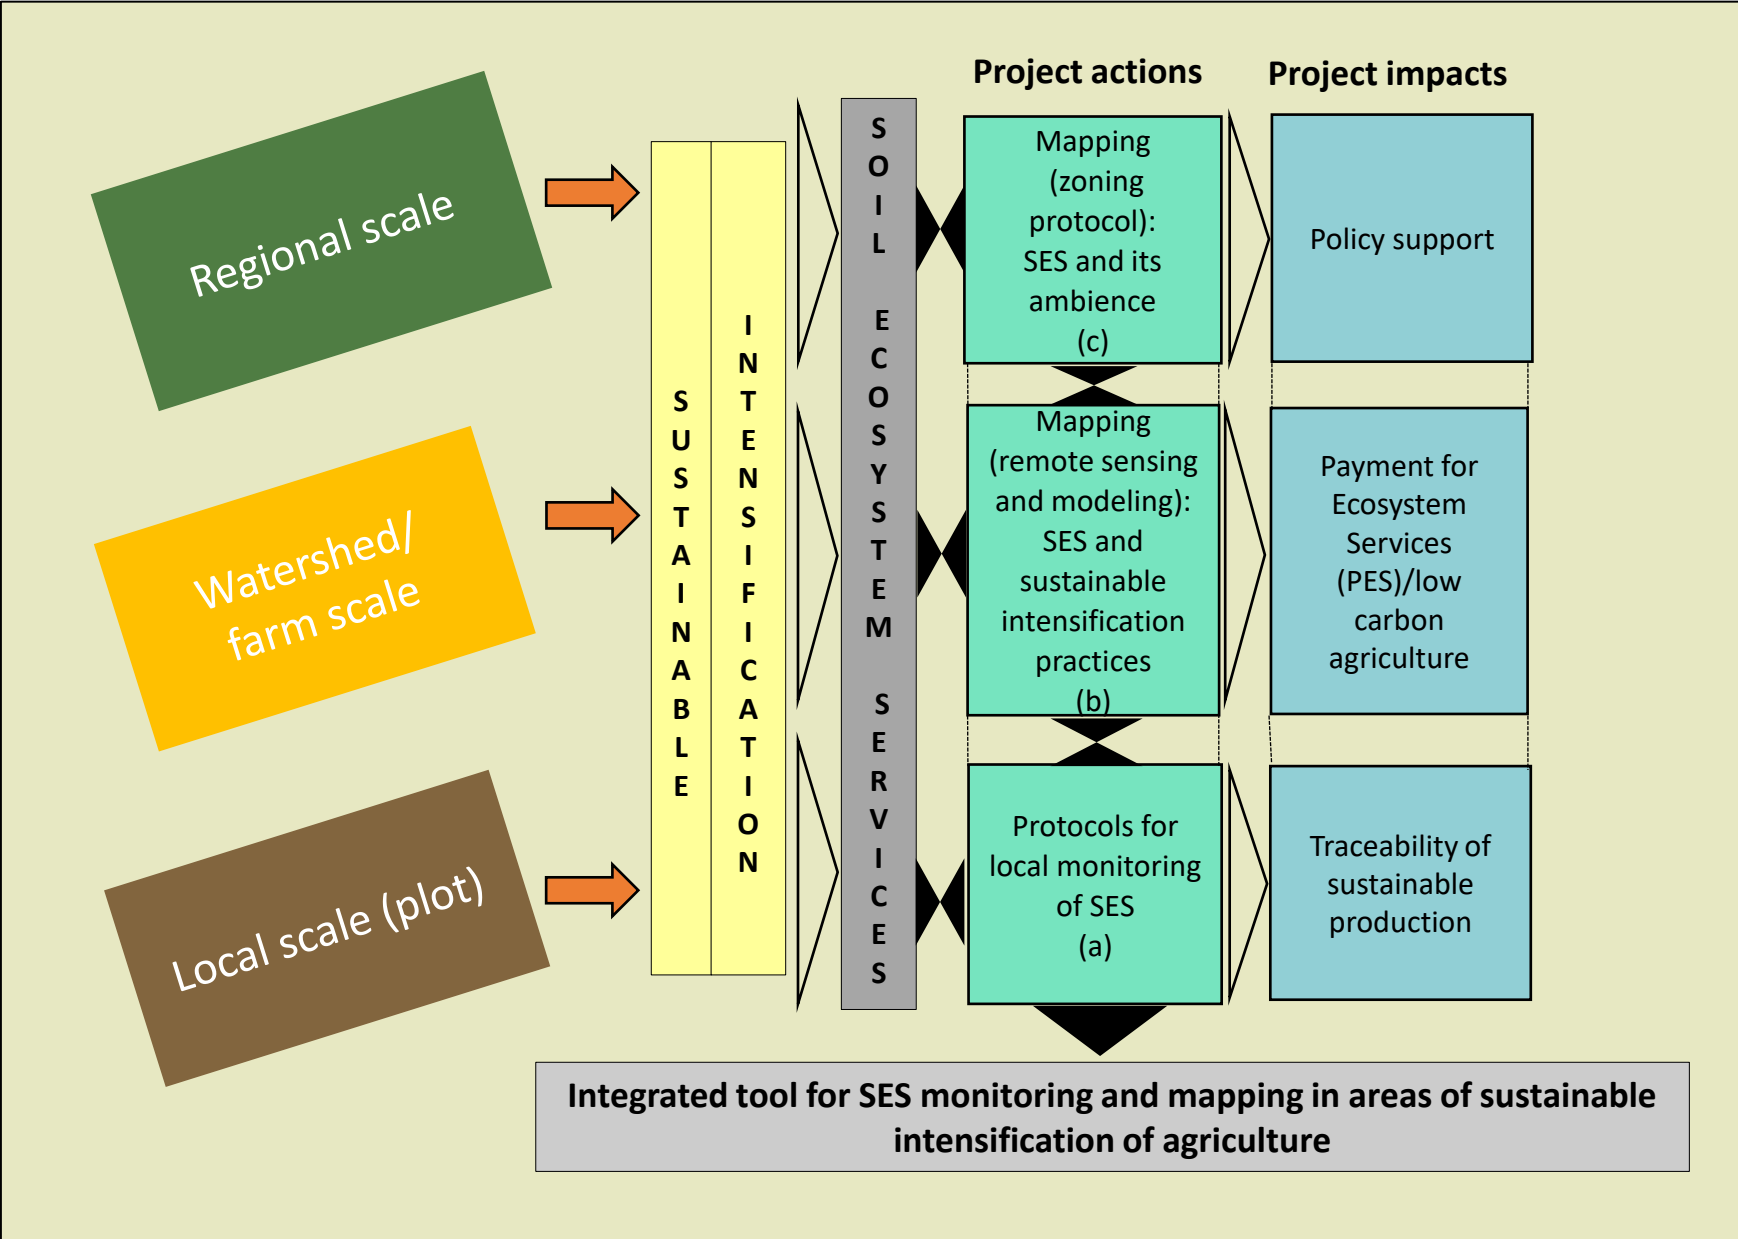 Project actions
Project impacts
Regional scale
Watershed/
farm scale
Local scale (plot)
SUSTAINABLE
INTENSIFICATION
SOIL ECOSYSTEM SERVICES
Mapping
(zoning
protocol):
SES and its
ambience
(c)
Policy support
Mapping
(remote sensing
and modeling):
SES and
sustainable
intensification
practices
(b)
Payment for
Ecosystem
Services
(PES)/low
carbon
agriculture
Protocols for
local monitoring
of SES
(a)
Traceability of
sustainable
production
Integrated tool for SES monitoring and mapping in areas of sustainable
intensification of agriculture